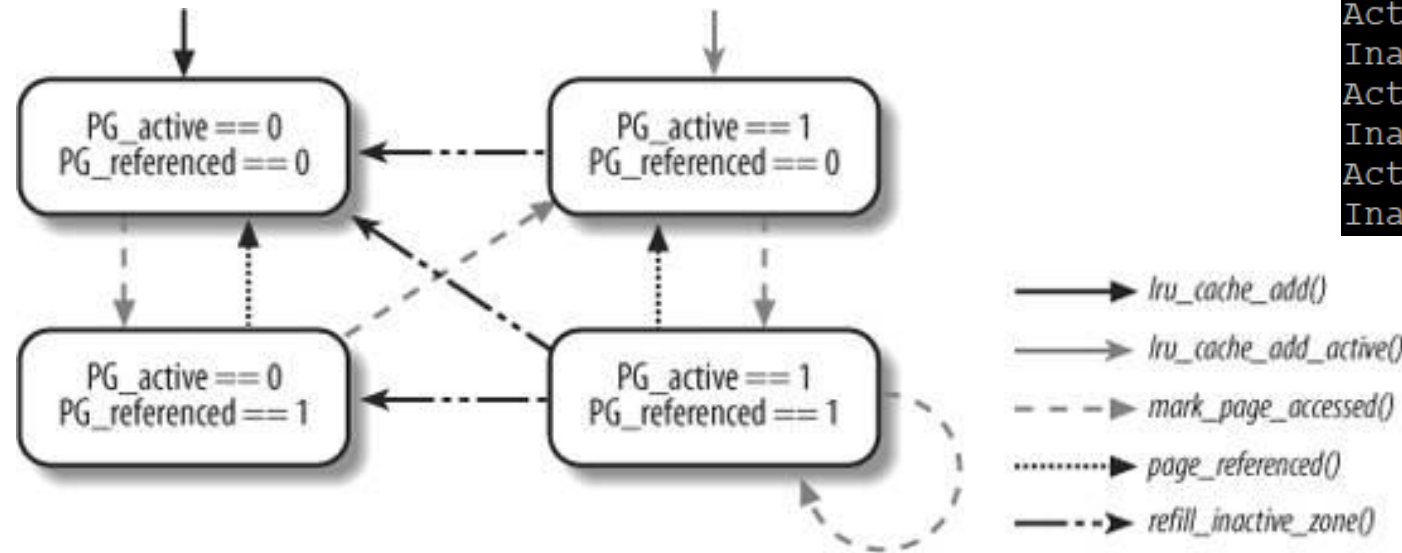 PG_active == 0
PG_referenced == 0
PG_active == 1
PG_referenced == 0
PG_active == 0
PG_referenced == 1
PG_active == 1
PG_referenced == 1
Act
Ina
Act
Ina
Act
Ina
lru_cache_add()
lru_cache_add_active()
mark_page_accessed()
page_referenced()
refill_inactive_zone()